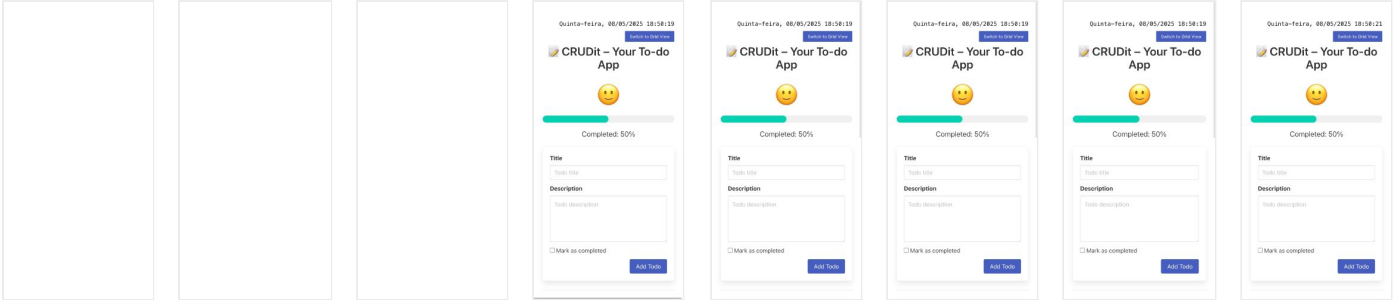 Quinta-feira, 08/05/2025 18:50:19
Switch to Grid View
📝 CRUDit – Your To-do
App
Completed: 50%
Title
Todo title
Description
Todo description
Mark as completed
Add Todo
Quinta-feira, 08/05/2025 18:50:19
Switch to Grid View
📝 CRUDit – Your To-do
App
Completed: 50%
Title
Todo title
Description
Todo description
Mark as completed
Add Todo
Quinta-feira, 08/05/2025 18:50:19
Switch to Grid View
📝 CRUDit – Your To-do
App
Completed: 50%
Title
Todo title
Description
Todo description
Mark as completed
Add Todo
Quinta-feira, 08/05/2025 18:50:19
Switch to Grid View
📝 CRUDit – Your To-do
App
Completed: 50%
Title
Todo title
Description
Todo description
Mark as completed
Add Todo
Quinta-feira, 08/05/2025 18:50:21
Switch to Grid View
📝 CRUDit – Your To-do
App
Completed: 50%
Title
Todo title
Description
Todo description
Mark as completed
Add Todo